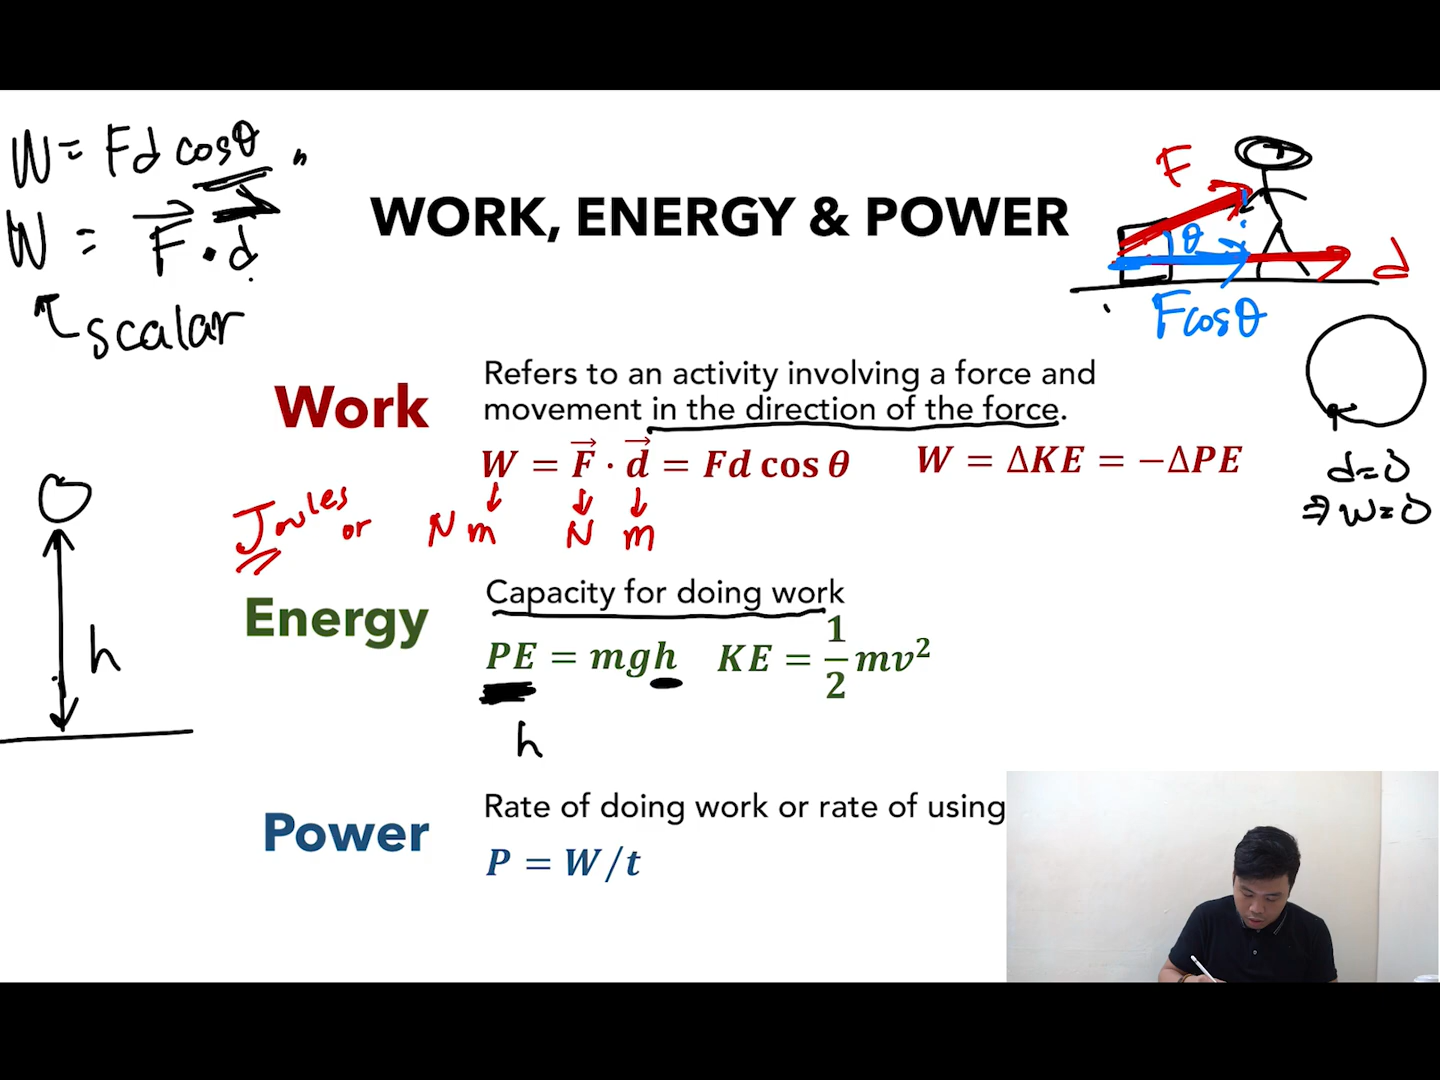 W = Fd cosθ
W = F · d
scalar
WORK, ENERGY & POWER
F
θ
d
Fcosθ
Work
Refers to an activity involving a force and
movement in the direction of the force.
W = F · d = Fd cos θ
W = ΔKE = −ΔPE
d=0
⇒ W=0
Joules or Nm
N
m
Energy
Capacity for doing work
PE = mgh
KE = 1/2 mv²
h
h
Power
Rate of doing work or rate of using
P = W/t